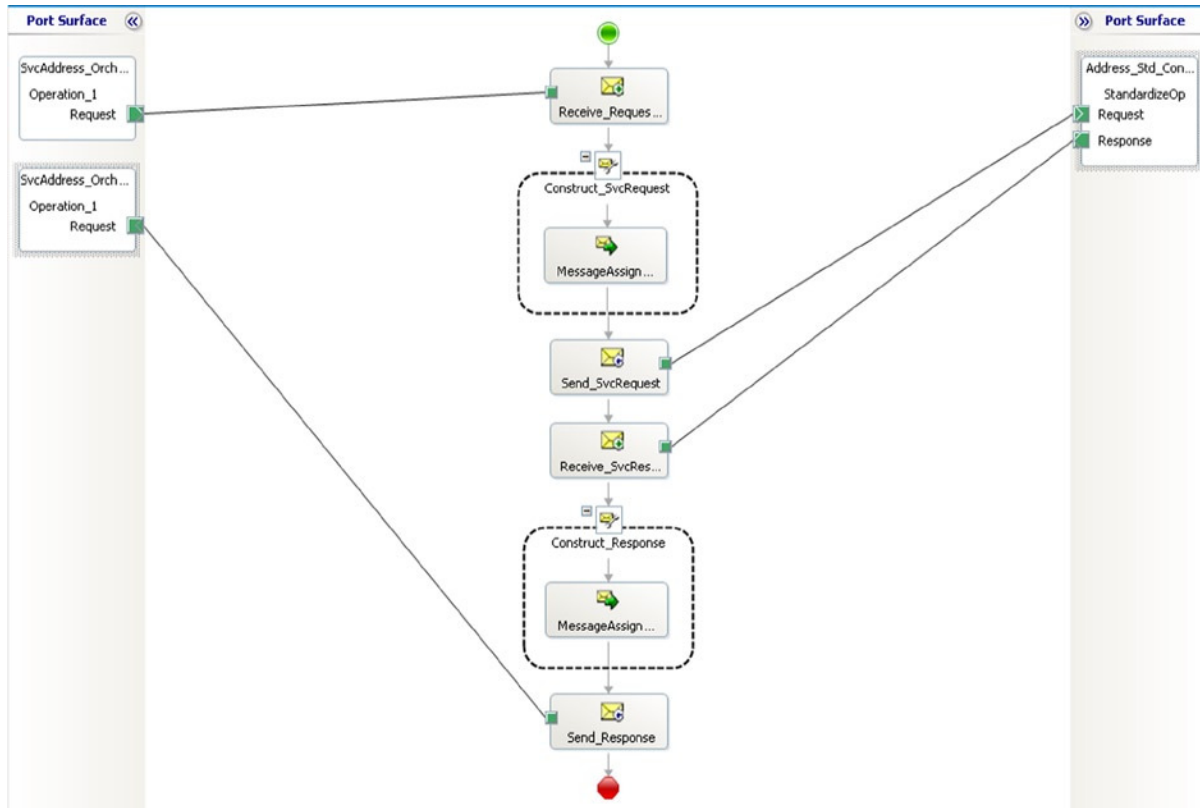 Port Surface
SvcAddress_Orch...
Operation_1
Request
SvcAddress_Orch...
Operation_1
Request
Receive_Reques...
Construct_SvcRequest
MessageAssign...
Send_SvcRequest
Receive_SvcRes...
Construct_Response
MessageAssign...
Send_Response
Port Surface
Address_Std_Con...
StandardizeOp
Request
Response